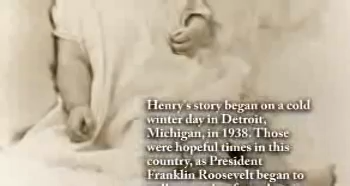 Henry's story began on a cold
winter day in Detroit,
Michigan, in 1938. Those
were hopeful times in this
country, as President
Franklin Roosevelt began to